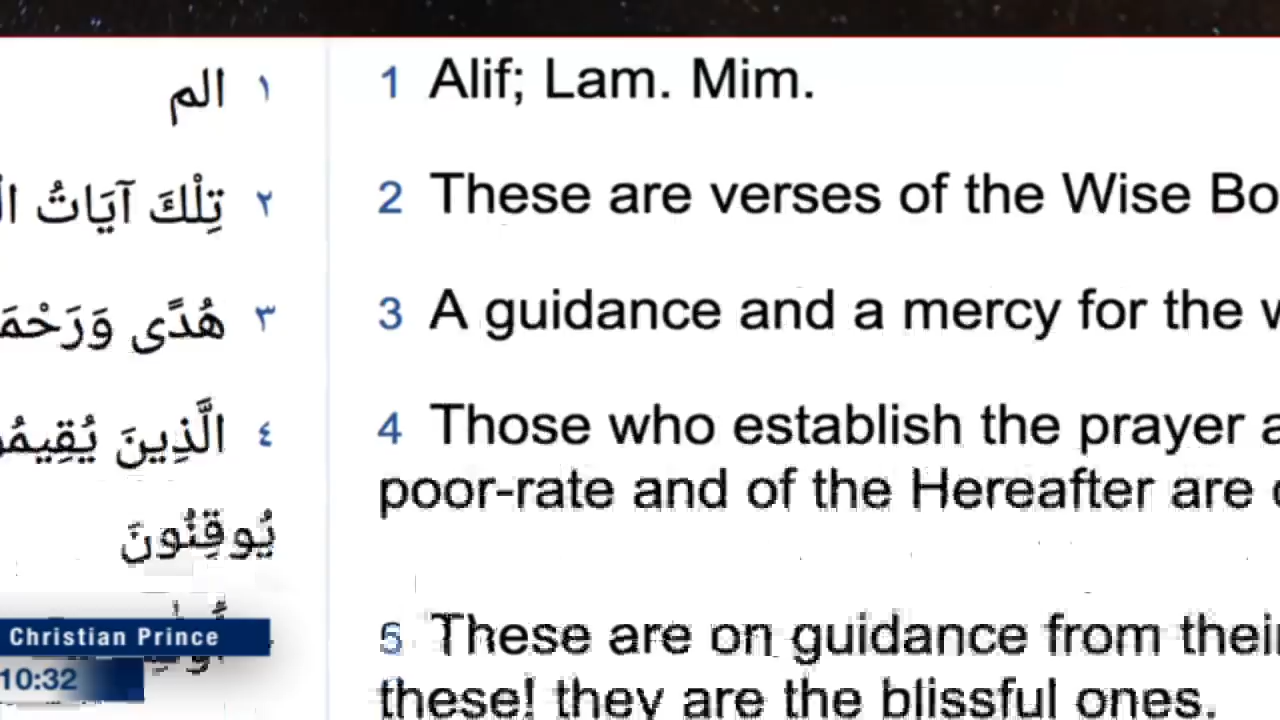 ١ الم
1 Alif; Lam. Mim.
٢ تِلْكَ آيَاتُ
2 These are verses of the Wise Bo
٣ هُدًى وَرَحْمَ
3 A guidance and a mercy for the w
٤ الَّذِينَ يُقِيمُ
4 Those who establish the prayer a
poor-rate and of the Hereafter are
يُوقِنُونَ
5 These are on guidance from thei
these! they are the blissful ones.
Christian Prince
10:32